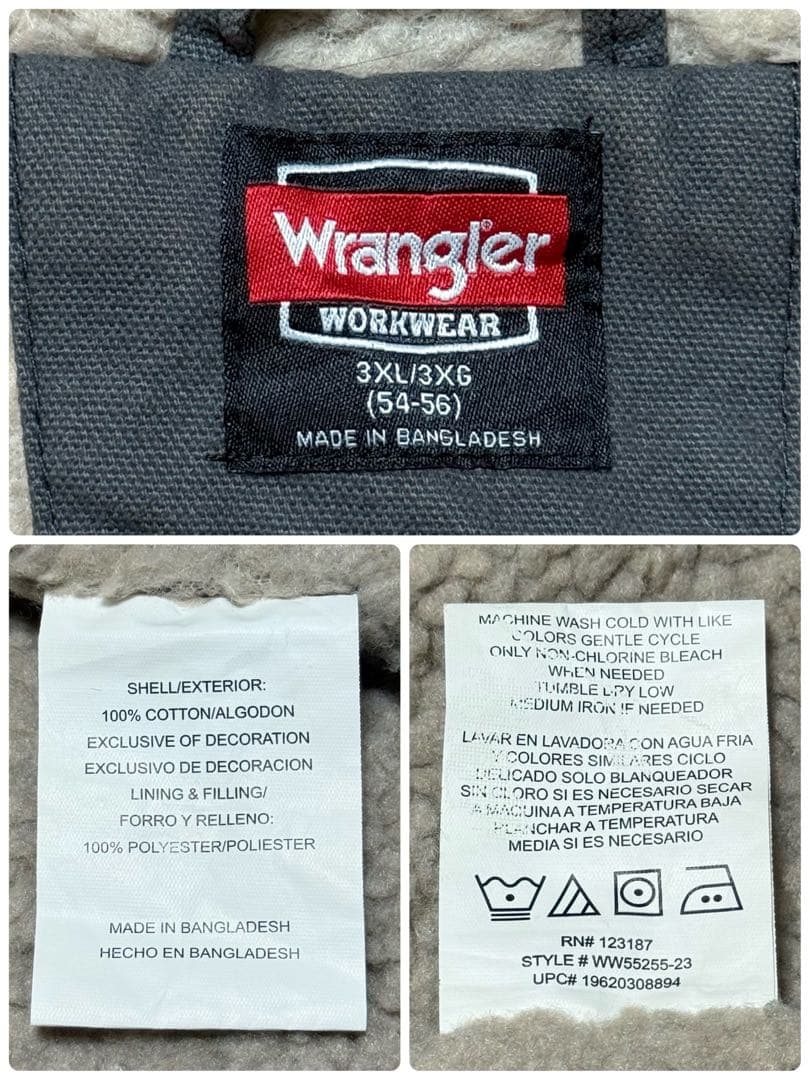 Wrangler®
WORKWEAR
3XL/3XG
(54-56)
MADE IN BANGLADESH
SHELL/EXTERIOR:
100% COTTON/ALGODON
EXCLUSIVE OF DECORATION
EXCLUSIVO DE DECORACION
LINING & FILLING/
FORRO Y RELLENO:
100% POLYESTER/POLIESTER
MADE IN BANGLADESH
HECHO EN BANGLADESH
MACHINE WASH COLD WITH LIKE
COLORS GENTLE CYCLE
ONLY NON-CHLORINE BLEACH
WHEN NEEDED
TUMBLE DRY LOW
MEDIUM IRON IF NEEDED
LAVAR EN LAVADORA CON AGUA FRIA
Y COLORES SIMILARES CICLO
DELICADO SOLO BLANQUEADOR
SIN CLORO SI ES NECESARIO SECAR
A MAQUINA A TEMPERATURA BAJA
PLANCHAR A TEMPERATURA
MEDIA SI ES NECESARIO
RN# 123187
STYLE # WW55255-23
UPC# 19620308894